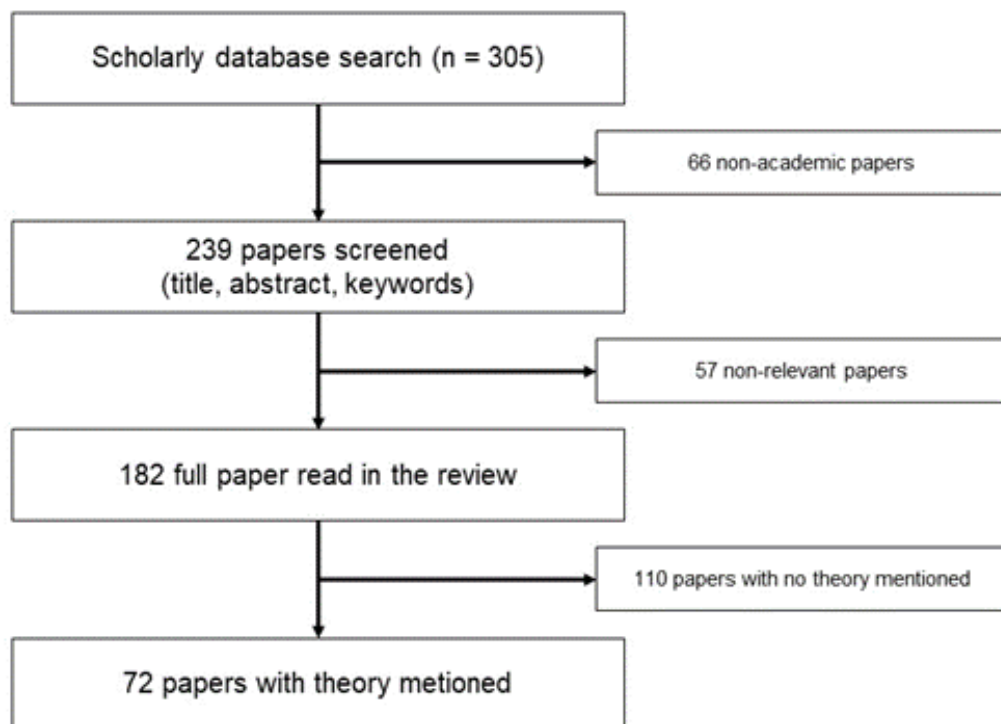 Scholarly database search (n = 305)
66 non-academic papers
239 papers screened
(title, abstract, keywords)
57 non-relevant papers
182 full paper read in the review
110 papers with no theory mentioned
72 papers with theory metioned